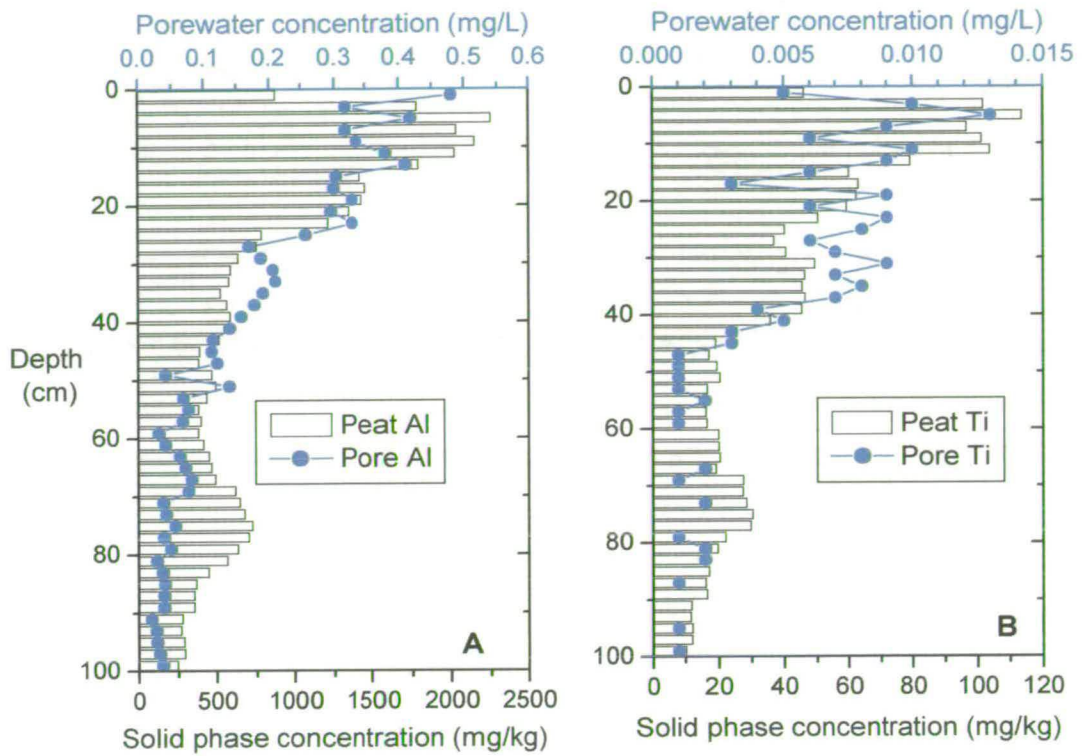 Porewater concentration (mg/L)
0.0 0.1 0.2 0.3 0.4 0.5 0.6
0
20
40
60
80
100
Depth
(cm)
Peat Al
Pore Al
A
0 500 1000 1500 2000 2500
Solid phase concentration (mg/kg)
Porewater concentration (mg/L)
0.000 0.005 0.010 0.015
0
20
40
60
80
100
Peat Ti
Pore Ti
B
0 20 40 60 80 100 120
Solid phase concentration (mg/kg)